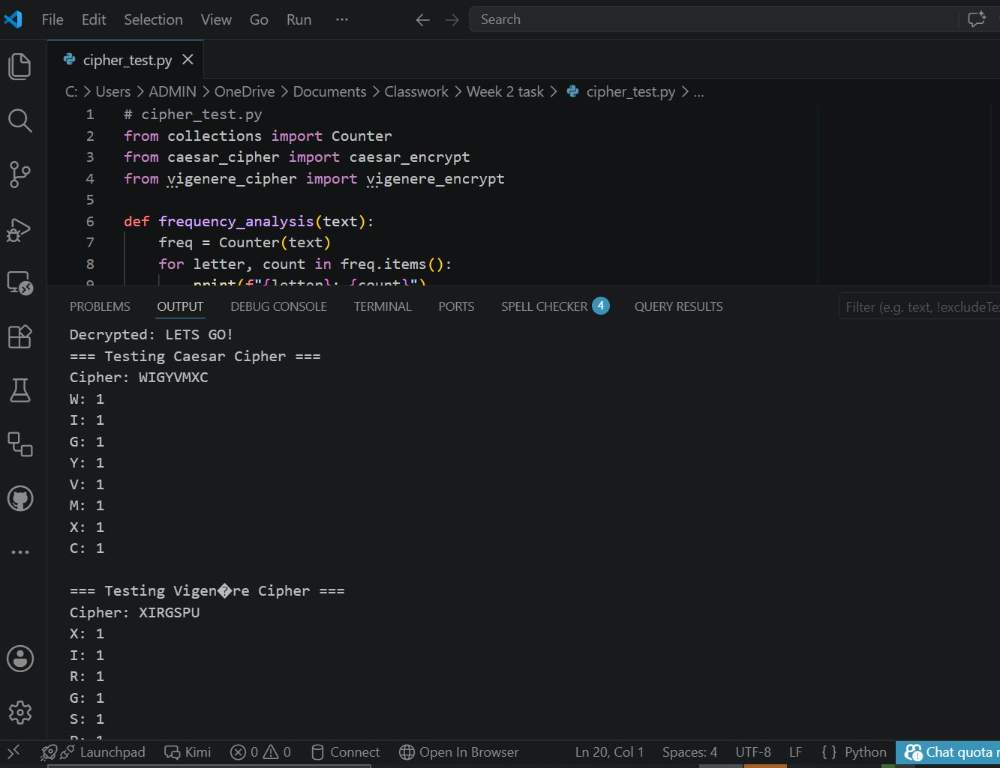 File Edit Selection View Go Run ··· Search
cipher_test.py
C: > Users > ADMIN > OneDrive > Documents > Classwork > Week 2 task > cipher_test.py > ...
1 # cipher_test.py
2 from collections import Counter
3 from caesar_cipher import caesar_encrypt
4 from vigenere_cipher import vigenere_encrypt
5
6 def frequency_analysis(text):
7     freq = Counter(text)
8     for letter, count in freq.items():
9         print(f"{letter}: {count}")
PROBLEMS OUTPUT DEBUG CONSOLE TERMINAL PORTS SPELL CHECKER 4 QUERY RESULTS Filter (e.g. text, !excludeTe
Decrypted: LETS GO!
=== Testing Caesar Cipher ===
Cipher: WIGYVMXC
W: 1
I: 1
G: 1
Y: 1
V: 1
M: 1
X: 1
C: 1
=== Testing Vigen�re Cipher ===
Cipher: XIRGSPU
X: 1
I: 1
R: 1
G: 1
S: 1
P: 1
Launchpad Kimi 0 0 Connect Open In Browser Ln 20, Col 1 Spaces: 4 UTF-8 LF { } Python Chat quota r